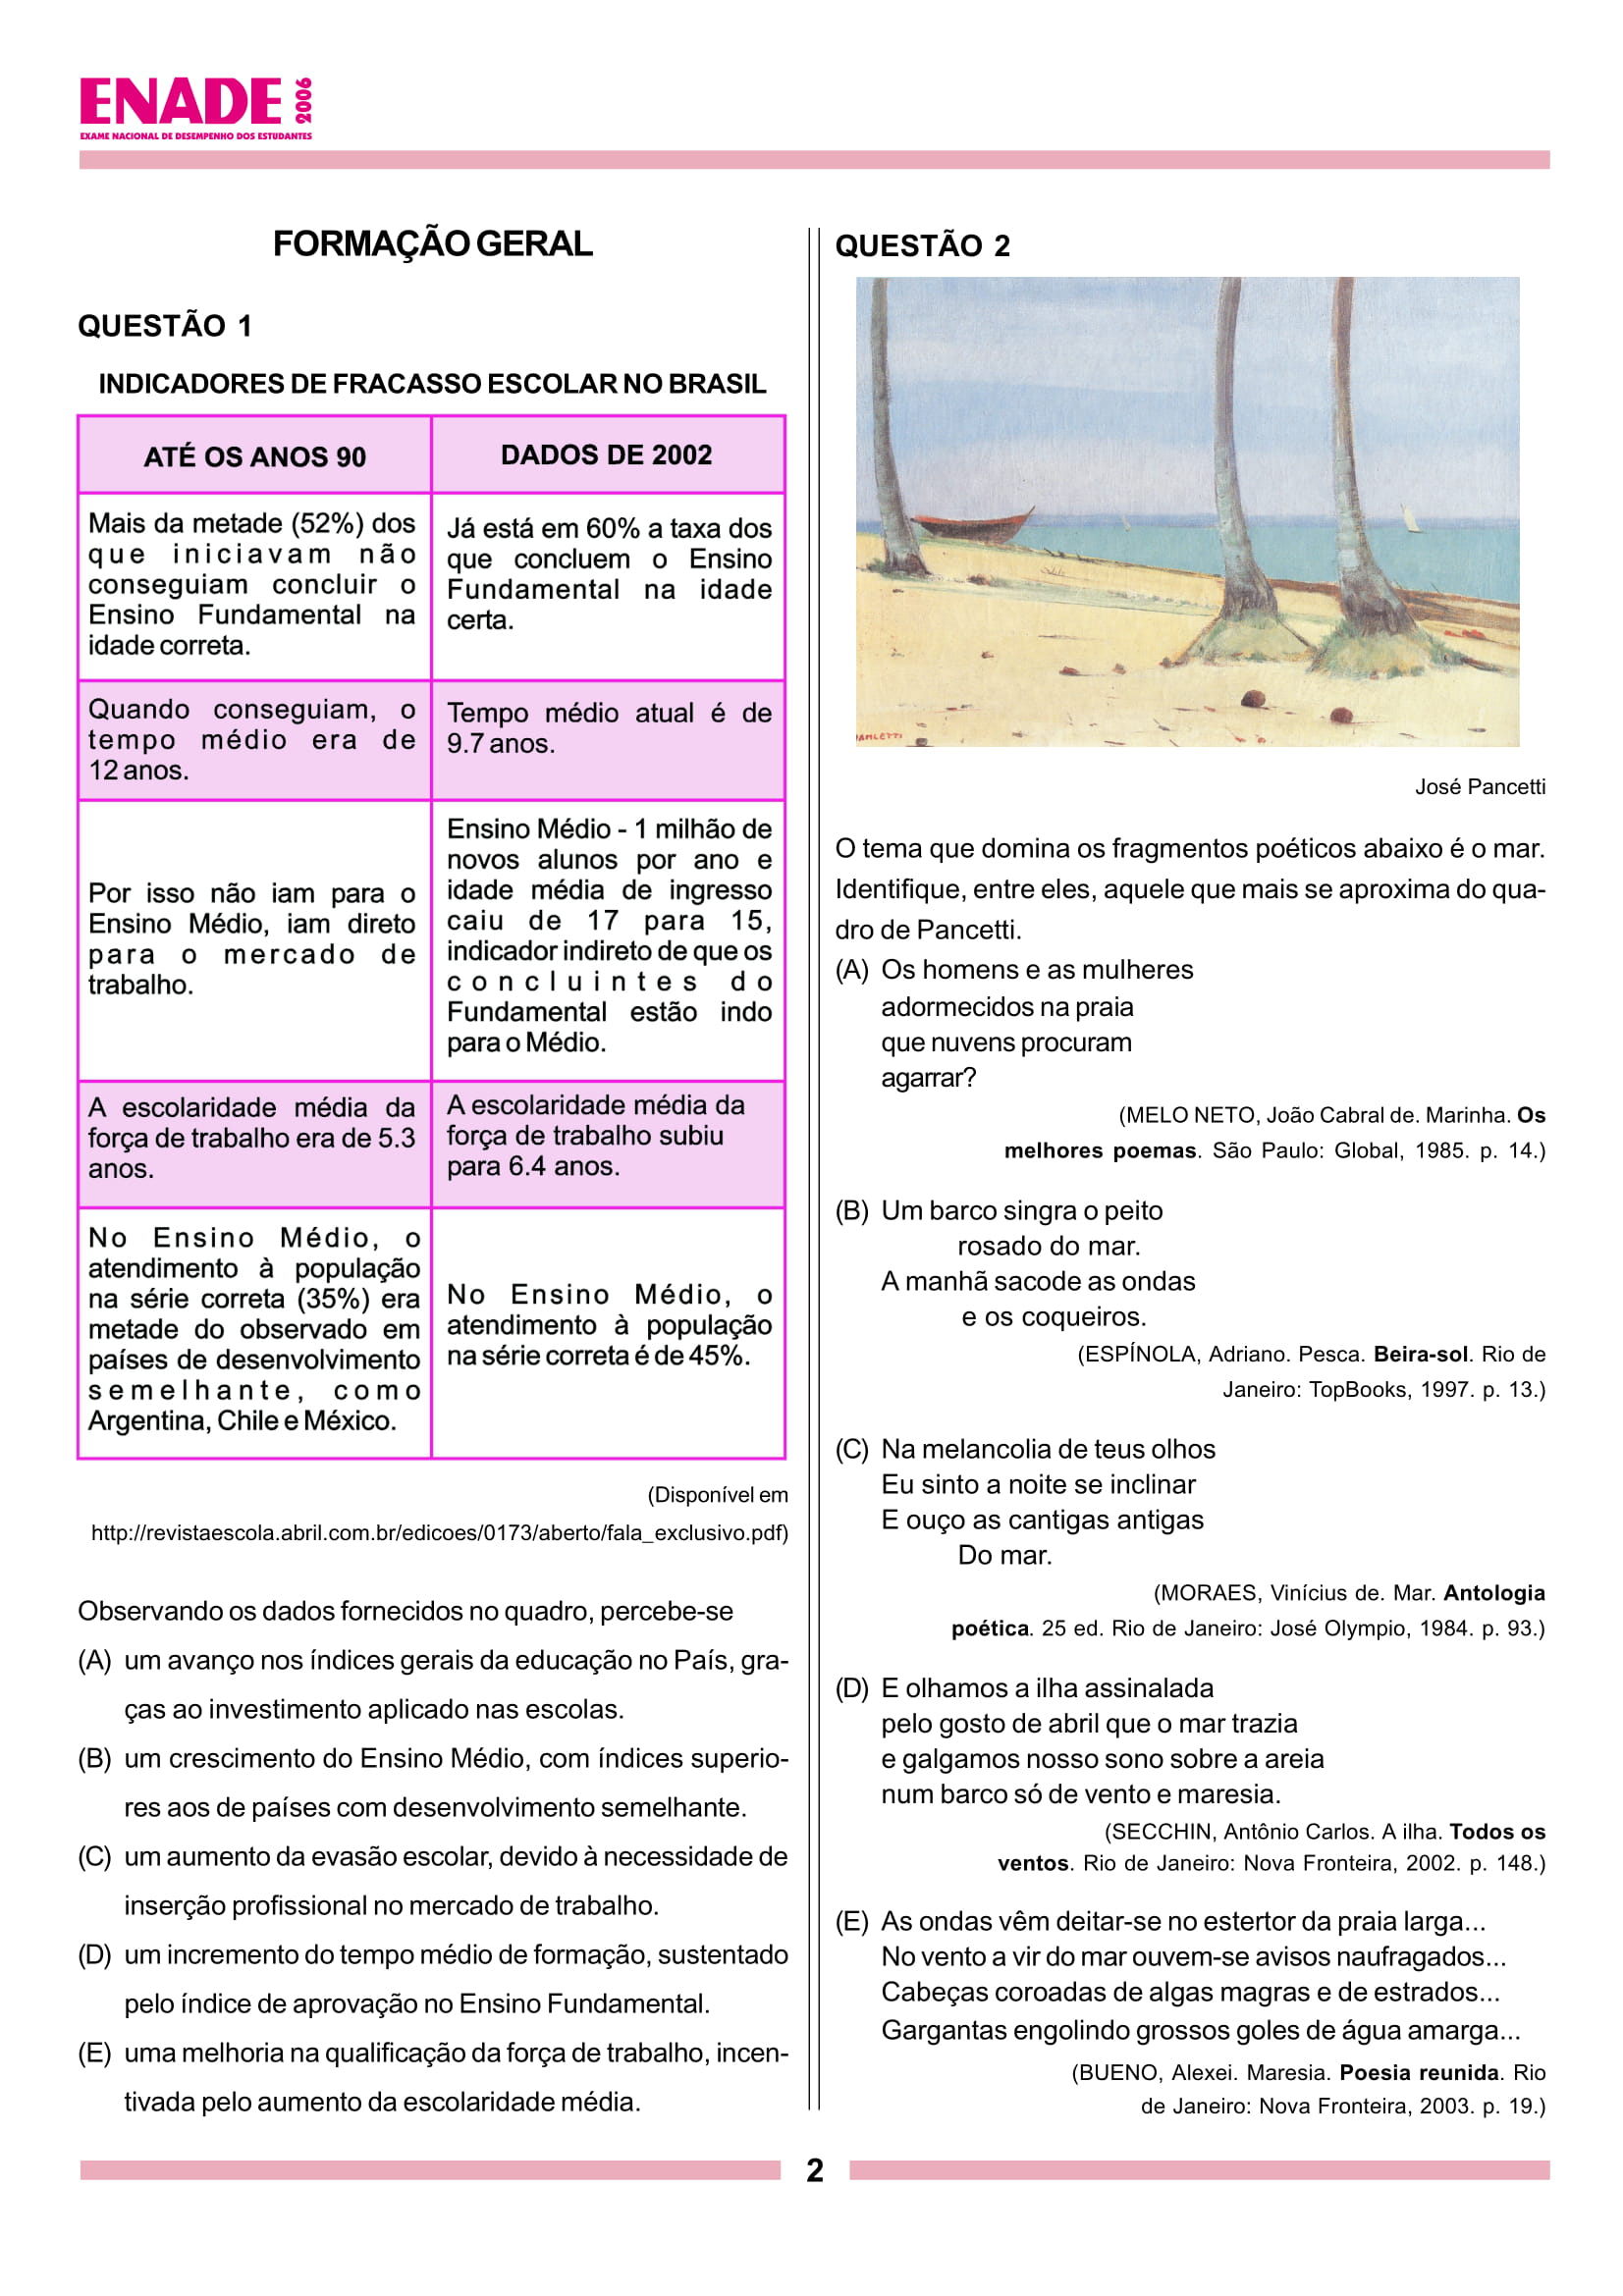 ENADE 2006
EXAME NACIONAL DE DESEMPENHO DOS ESTUDANTES
FORMAÇÃO GERAL
QUESTÃO 1
INDICADORES DE FRACASSO ESCOLAR NO BRASIL
ATÉ OS ANOS 90
DADOS DE 2002
Mais da metade (52%) dos
que iniciavam não
conseguiam concluir o
Ensino Fundamental na
idade correta.
Já está em 60% a taxa dos
que concluem o Ensino
Fundamental na idade
certa.
Quando conseguiam, o
tempo médio era de
12 anos.
Tempo médio atual é de
9.7 anos.
Por isso não iam para o
Ensino Médio, iam direto
para o mercado de
trabalho.
Ensino Médio - 1 milhão de
novos alunos por ano e
idade média de ingresso
caiu de 17 para 15,
indicador indireto de que os
concluintes do
Fundamental estão indo
para o Médio.
A escolaridade média da
força de trabalho era de 5.3
anos.
A escolaridade média da
força de trabalho subiu
para 6.4 anos.
No Ensino Médio, o
atendimento à população
na série correta (35%) era
metade do observado em
países de desenvolvimento
semelhante, como
Argentina, Chile e México.
No Ensino Médio, o
atendimento à população
na série correta é de 45%.
(Disponível em
http://revistaescola.abril.com.br/edicoes/0173/aberto/fala_exclusivo.pdf)
Observando os dados fornecidos no quadro, percebe-se
(A) um avanço nos índices gerais da educação no País, gra-
ças ao investimento aplicado nas escolas.
(B) um crescimento do Ensino Médio, com índices superio-
res aos de países com desenvolvimento semelhante.
(C) um aumento da evasão escolar, devido à necessidade de
inserção profissional no mercado de trabalho.
(D) um incremento do tempo médio de formação, sustentado
pelo índice de aprovação no Ensino Fundamental.
(E) uma melhoria na qualificação da força de trabalho, incen-
tivada pelo aumento da escolaridade média.
QUESTÃO 2
José Pancetti
O tema que domina os fragmentos poéticos abaixo é o mar.
Identifique, entre eles, aquele que mais se aproxima do qua-
dro de Pancetti.
(A) Os homens e as mulheres
adormecidos na praia
que nuvens procuram
agarrar?
(MELO NETO, João Cabral de. Marinha. Os
melhores poemas. São Paulo: Global, 1985. p. 14.)
(B) Um barco singra o peito
rosado do mar.
A manhã sacode as ondas
e os coqueiros.
(ESPÍNOLA, Adriano. Pesca. Beira-sol. Rio de
Janeiro: TopBooks, 1997. p. 13.)
(C) Na melancolia de teus olhos
Eu sinto a noite se inclinar
E ouço as cantigas antigas
Do mar.
(MORAES, Vinícius de. Mar. Antologia
poética. 25 ed. Rio de Janeiro: José Olympio, 1984. p. 93.)
(D) E olhamos a ilha assinalada
pelo gosto de abril que o mar trazia
e galgamos nosso sono sobre a areia
num barco só de vento e maresia.
(SECCHIN, Antônio Carlos. A ilha. Todos os
ventos. Rio de Janeiro: Nova Fronteira, 2002. p. 148.)
(E) As ondas vêm deitar-se no estertor da praia larga...
No vento a vir do mar ouvem-se avisos naufragados...
Cabeças coroadas de algas magras e de estrados...
Gargantas engolindo grossos goles de água amarga...
(BUENO, Alexei. Maresia. Poesia reunida. Rio
de Janeiro: Nova Fronteira, 2003. p. 19.)
2